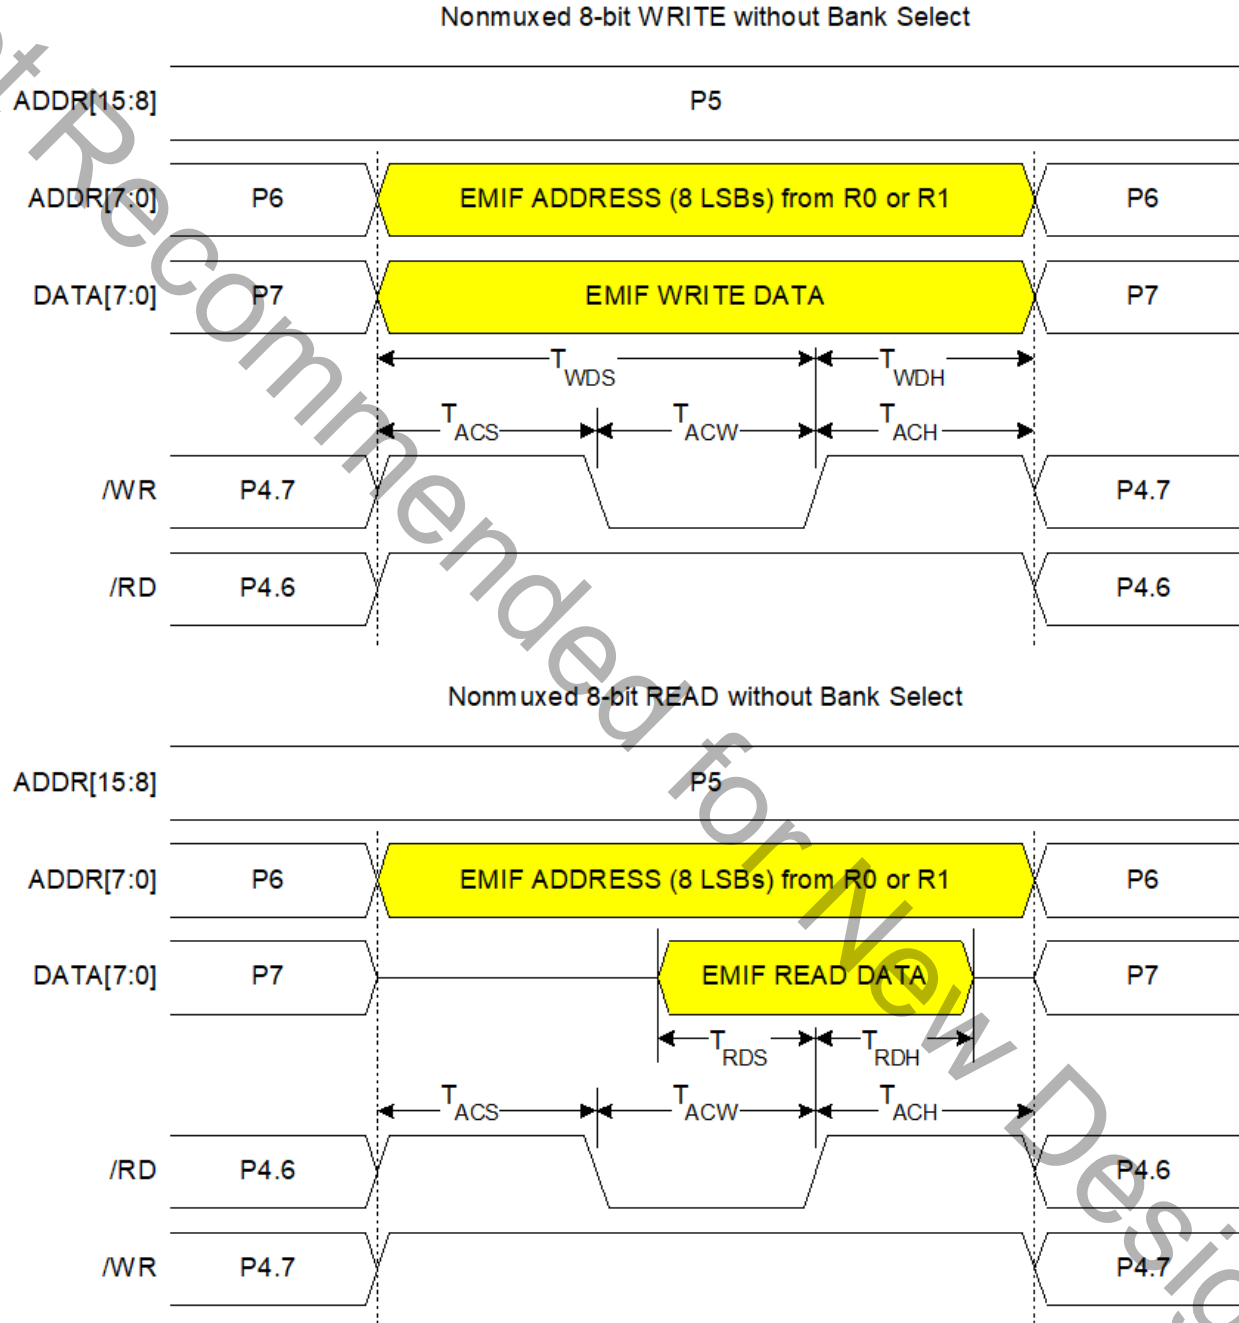 Nonmuxed 8-bit WRITE without Bank Select
ADDR[15:8] P5
ADDR[7:0] P6 EMIF ADDRESS (8 LSBs) from R0 or R1 P6
DATA[7:0] P7 EMIF WRITE DATA P7
TWDS TWDH
TACS TACW TACH
/WR P4.7 P4.7
/RD P4.6 P4.6
Nonmuxed 8-bit READ without Bank Select
ADDR[15:8] P5
ADDR[7:0] P6 EMIF ADDRESS (8 LSBs) from R0 or R1 P6
DATA[7:0] P7 EMIF READ DATA P7
TRDS TRDH
TACS TACW TACH
/RD P4.6 P4.6
/WR P4.7 P4.7
Recommended for New Desig